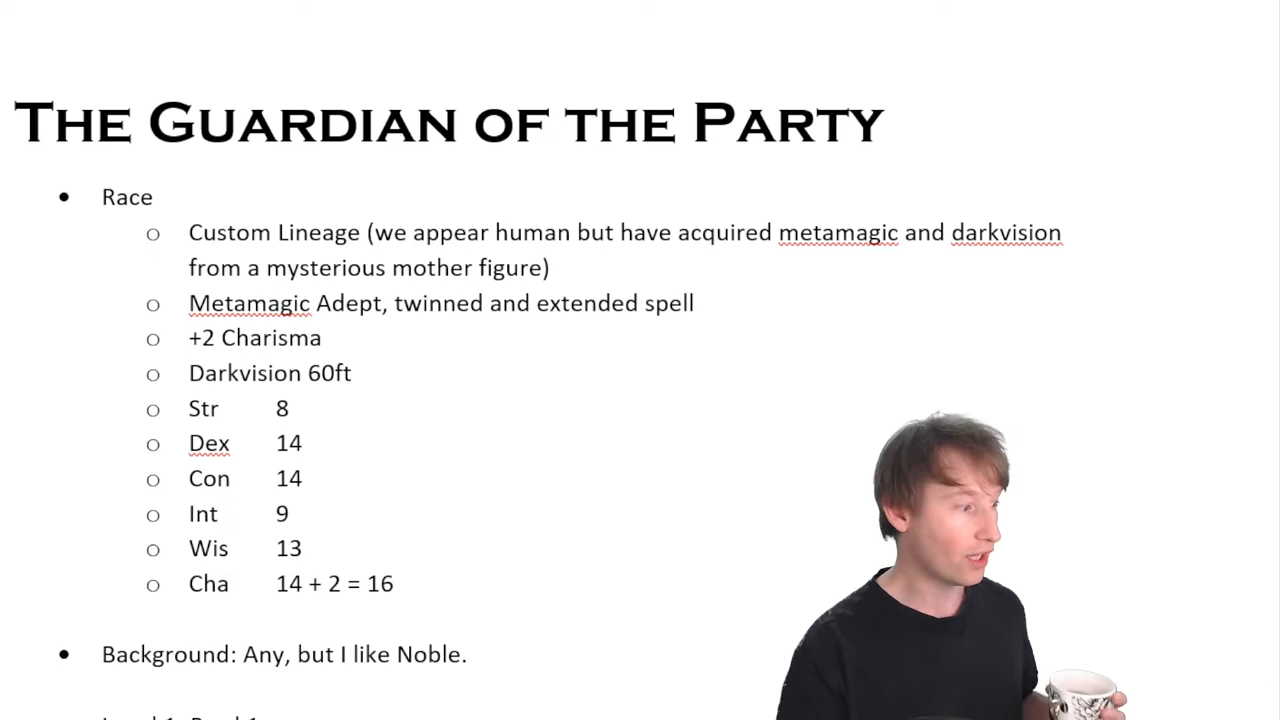 The Guardian of the Party
• Race
o Custom Lineage (we appear human but have acquired metamagic and darkvision
from a mysterious mother figure)
o Metamagic Adept, twinned and extended spell
o +2 Charisma
o Darkvision 60ft
o Str 8
o Dex 14
o Con 14
o Int 9
o Wis 13
o Cha 14 + 2 = 16
• Background: Any, but I like Noble.